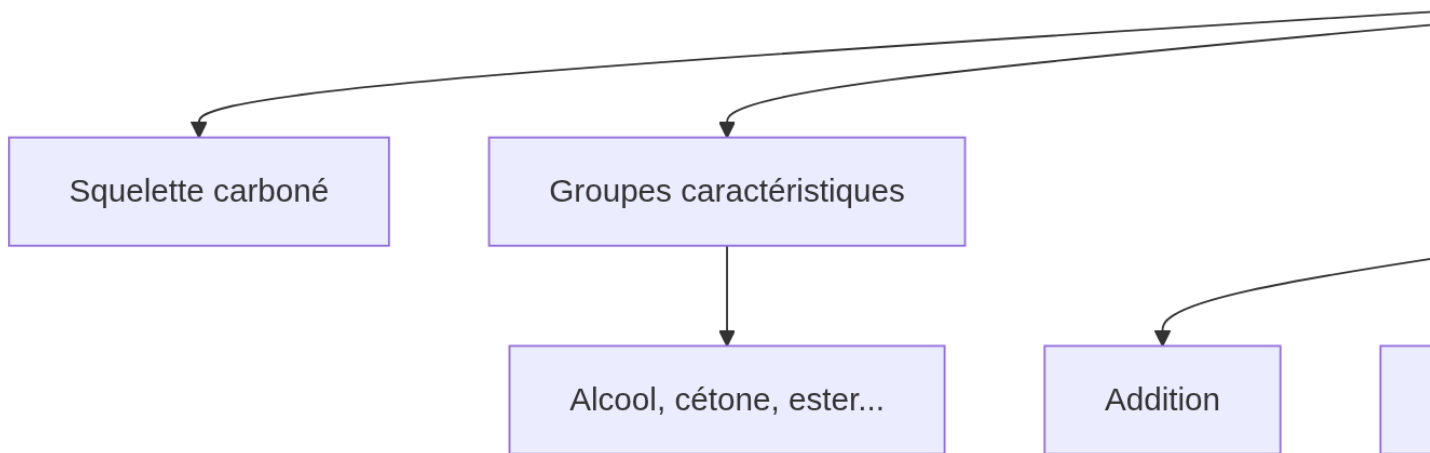 Squelette carboné
Groupes caractéristiques
Alcool, cétone, ester...
Addition